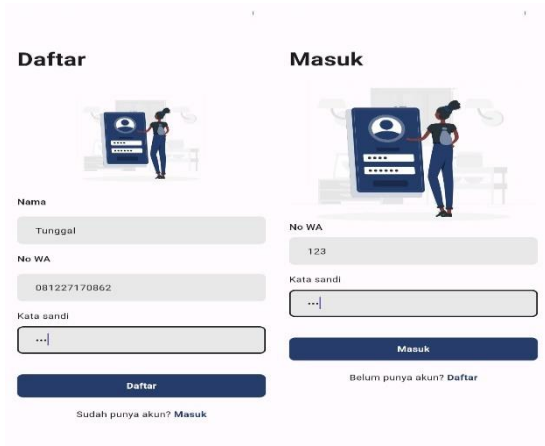 Daftar
Nama
Tunggal
No WA
081227170862
Kata sandi
•••
Daftar
Sudah punya akun? Masuk
Masuk
No WA
123
Kata sandi
•••
Masuk
Belum punya akun? Daftar